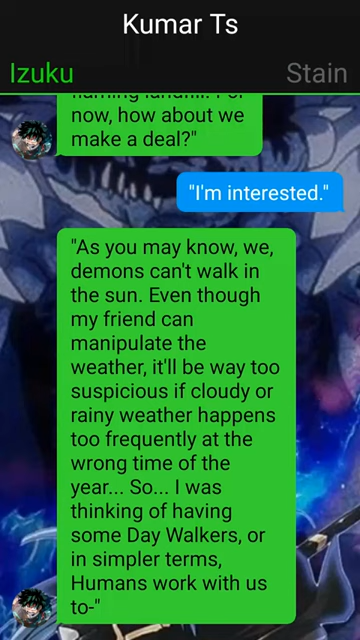 Kumar Ts
Izuku
Stain
now, how about we
make a deal?"
"I'm interested."
"As you may know, we,
demons can't walk in
the sun. Even though
my friend can
manipulate the
weather, it'll be way too
suspicious if cloudy or
rainy weather happens
too frequently at the
wrong time of the
year... So... I was
thinking of having
some Day Walkers, or
in simpler terms,
Humans work with us
to-"